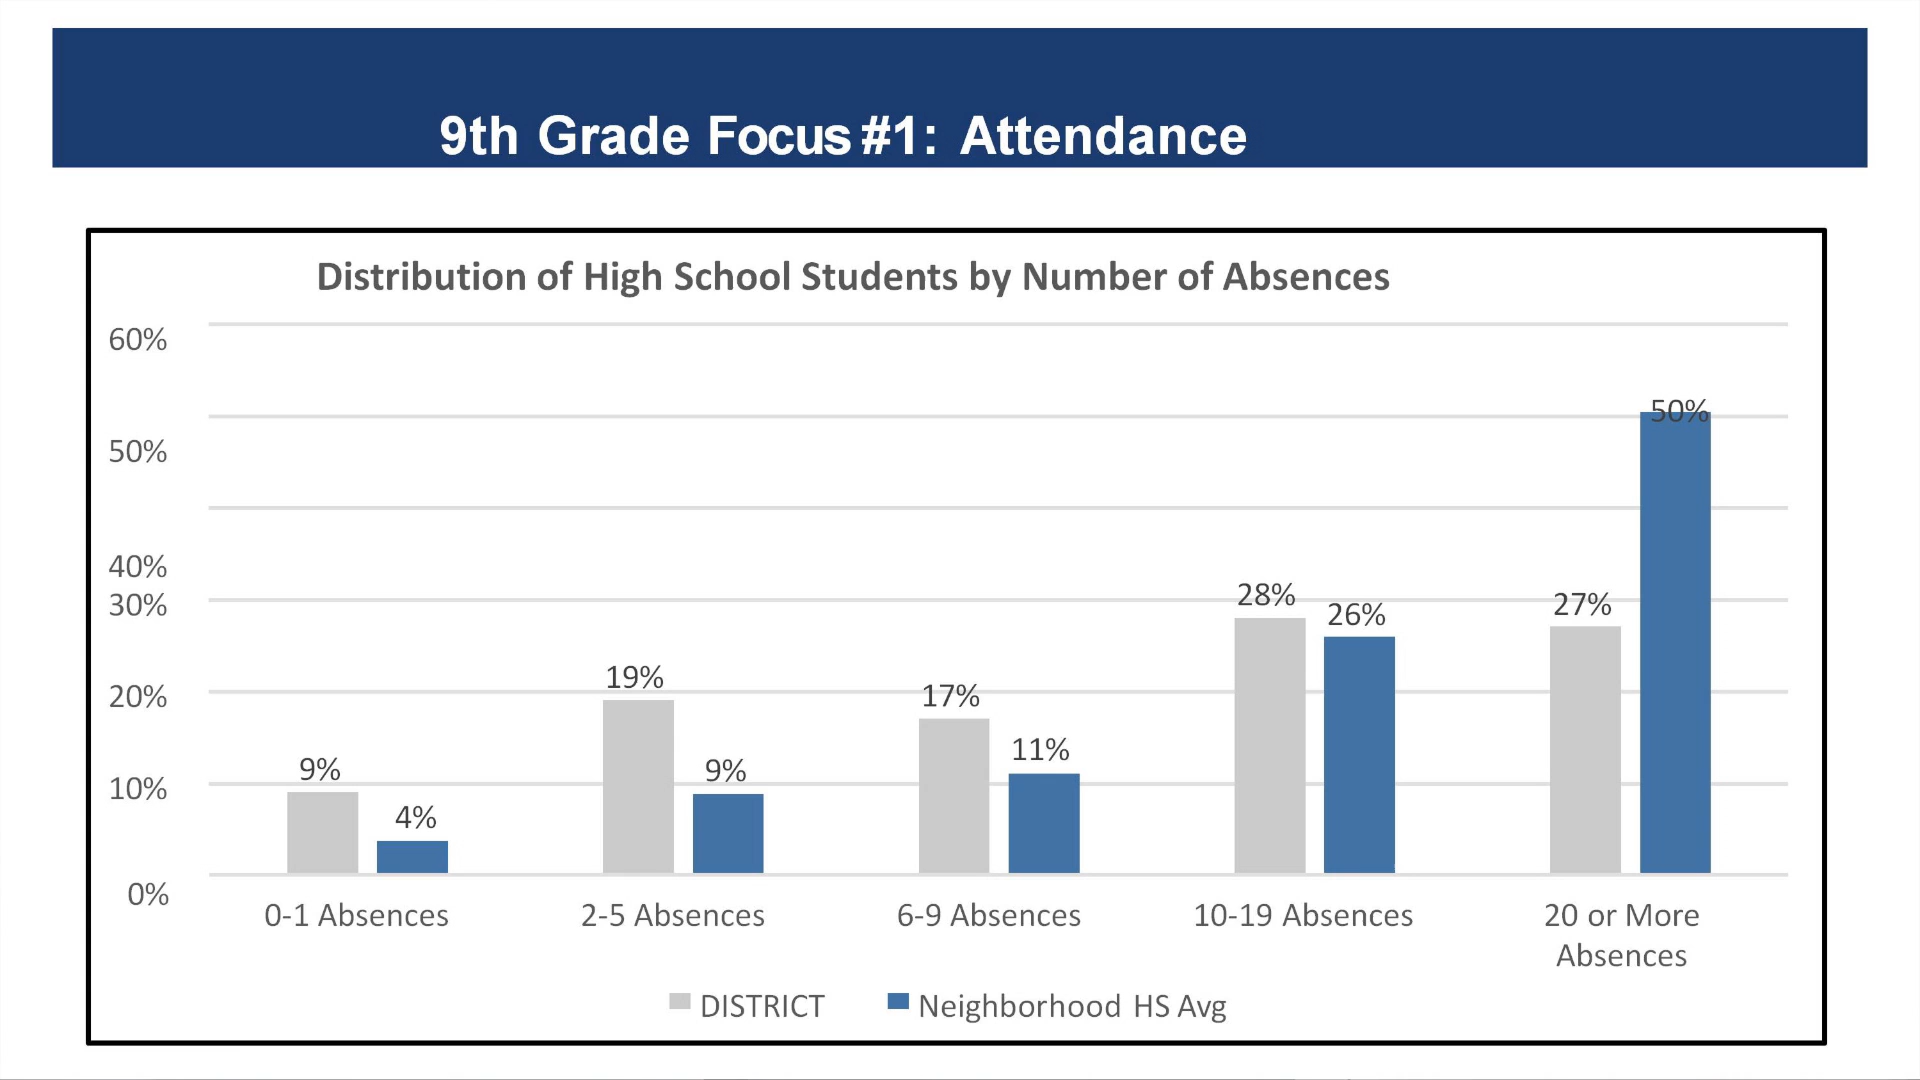 9th Grade Focus #1: Attendance
Distribution of High School Students by Number of Absences
60%
50%
40%
30%
20%
10%
0%
9%
4%
19%
9%
17%
11%
28%
26%
27%
50%
0-1 Absences
2-5 Absences
6-9 Absences
10-19 Absences
20 or More
Absences
DISTRICT
Neighborhood HS Avg